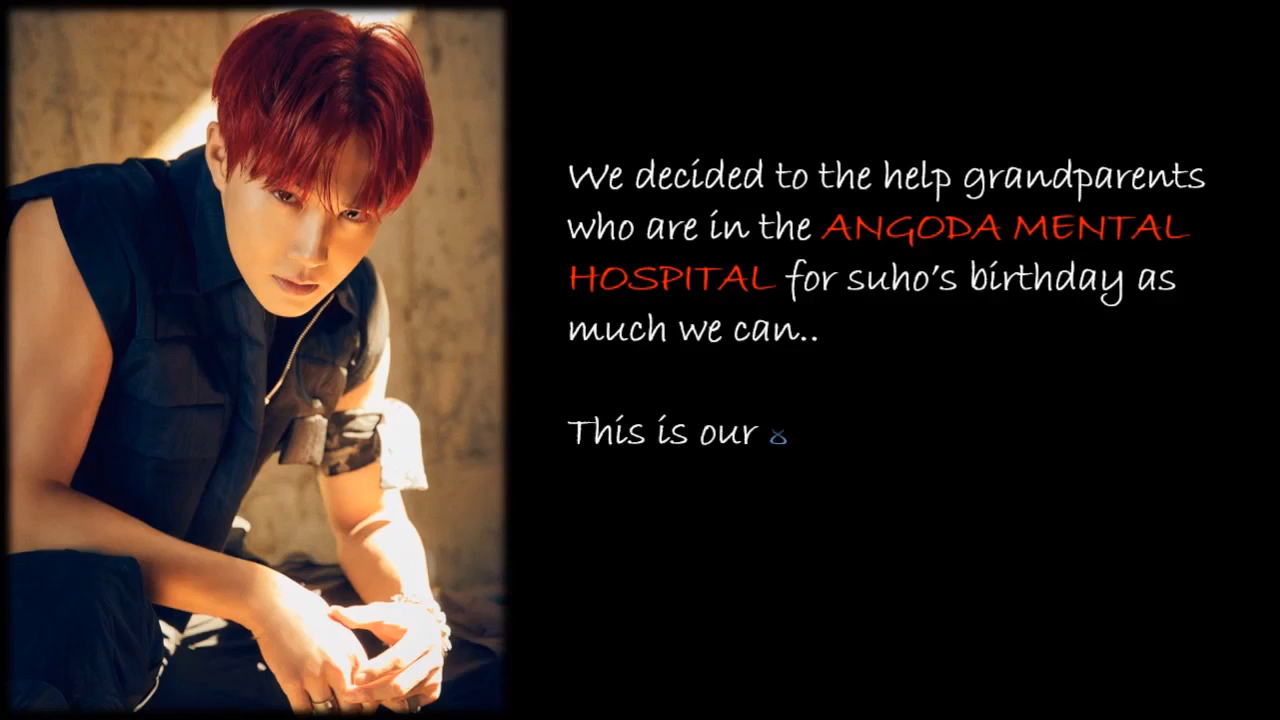 We decided to the help grandparents
who are in the ANGODA MENTAL
HOSPITAL for suho's birthday as
much we can..
This is our